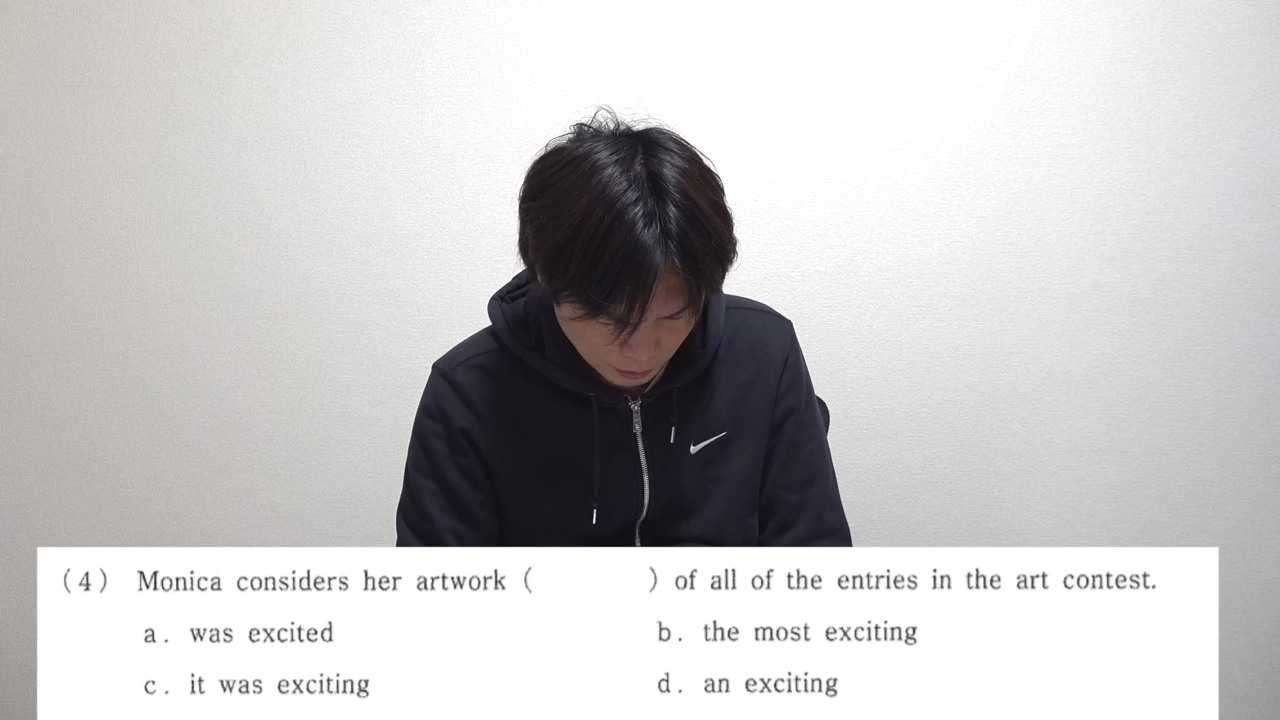 (4) Monica considers her artwork (          ) of all of the entries in the art contest.
a. was excited b. the most exciting
c. it was exciting d. an exciting